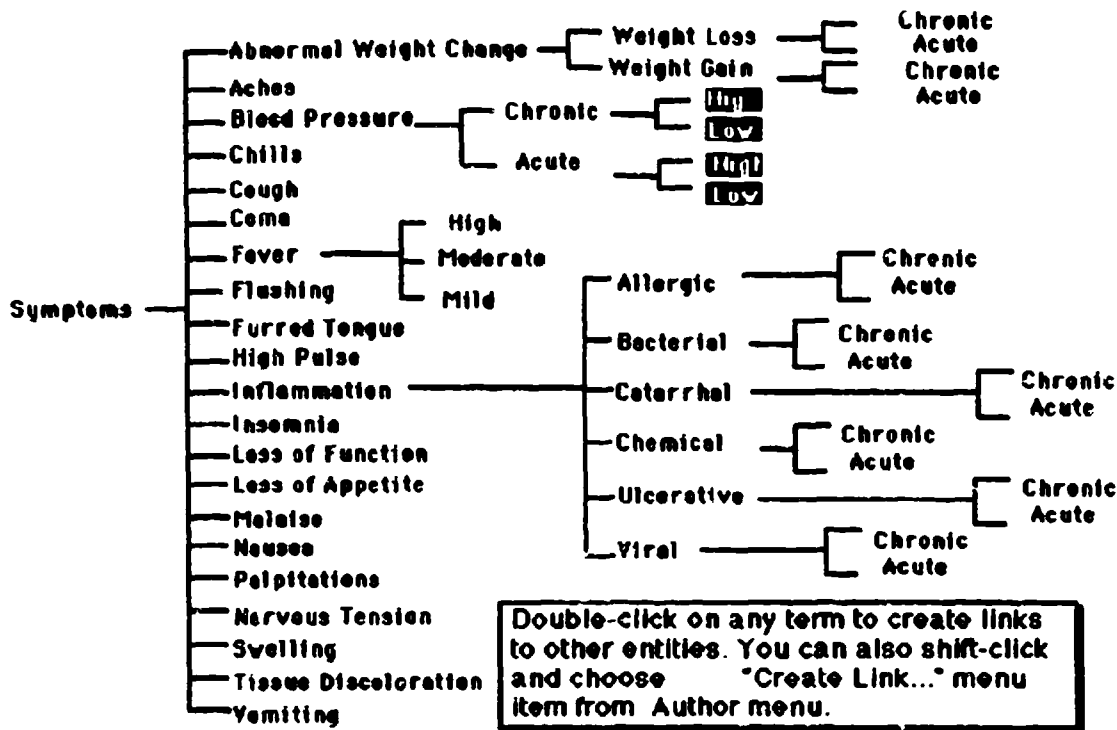 Symptoms
Abnormal Weight Change
Weight Loss
Chronic
Acute
Weight Gain
Chronic
Acute
Aches
Blood Pressure
Chronic
Hig
Low
Acute
High
Low
Chills
Cough
Coma
Fever
High
Moderate
Mild
Flushing
Furred Tongue
High Pulse
Inflammation
Allergic
Chronic
Acute
Bacterial
Chronic
Acute
Catarrhal
Chronic
Acute
Chemical
Chronic
Acute
Ulcerative
Chronic
Acute
Viral
Chronic
Acute
Insomnia
Loss of Function
Loss of Appetite
Malaise
Nausea
Palpitations
Nervous Tension
Swelling
Tissue Discoloration
Vomiting
Double-click on any term to create links
to other entities. You can also shift-click
and choose "Create Link..." menu
item from Author menu.